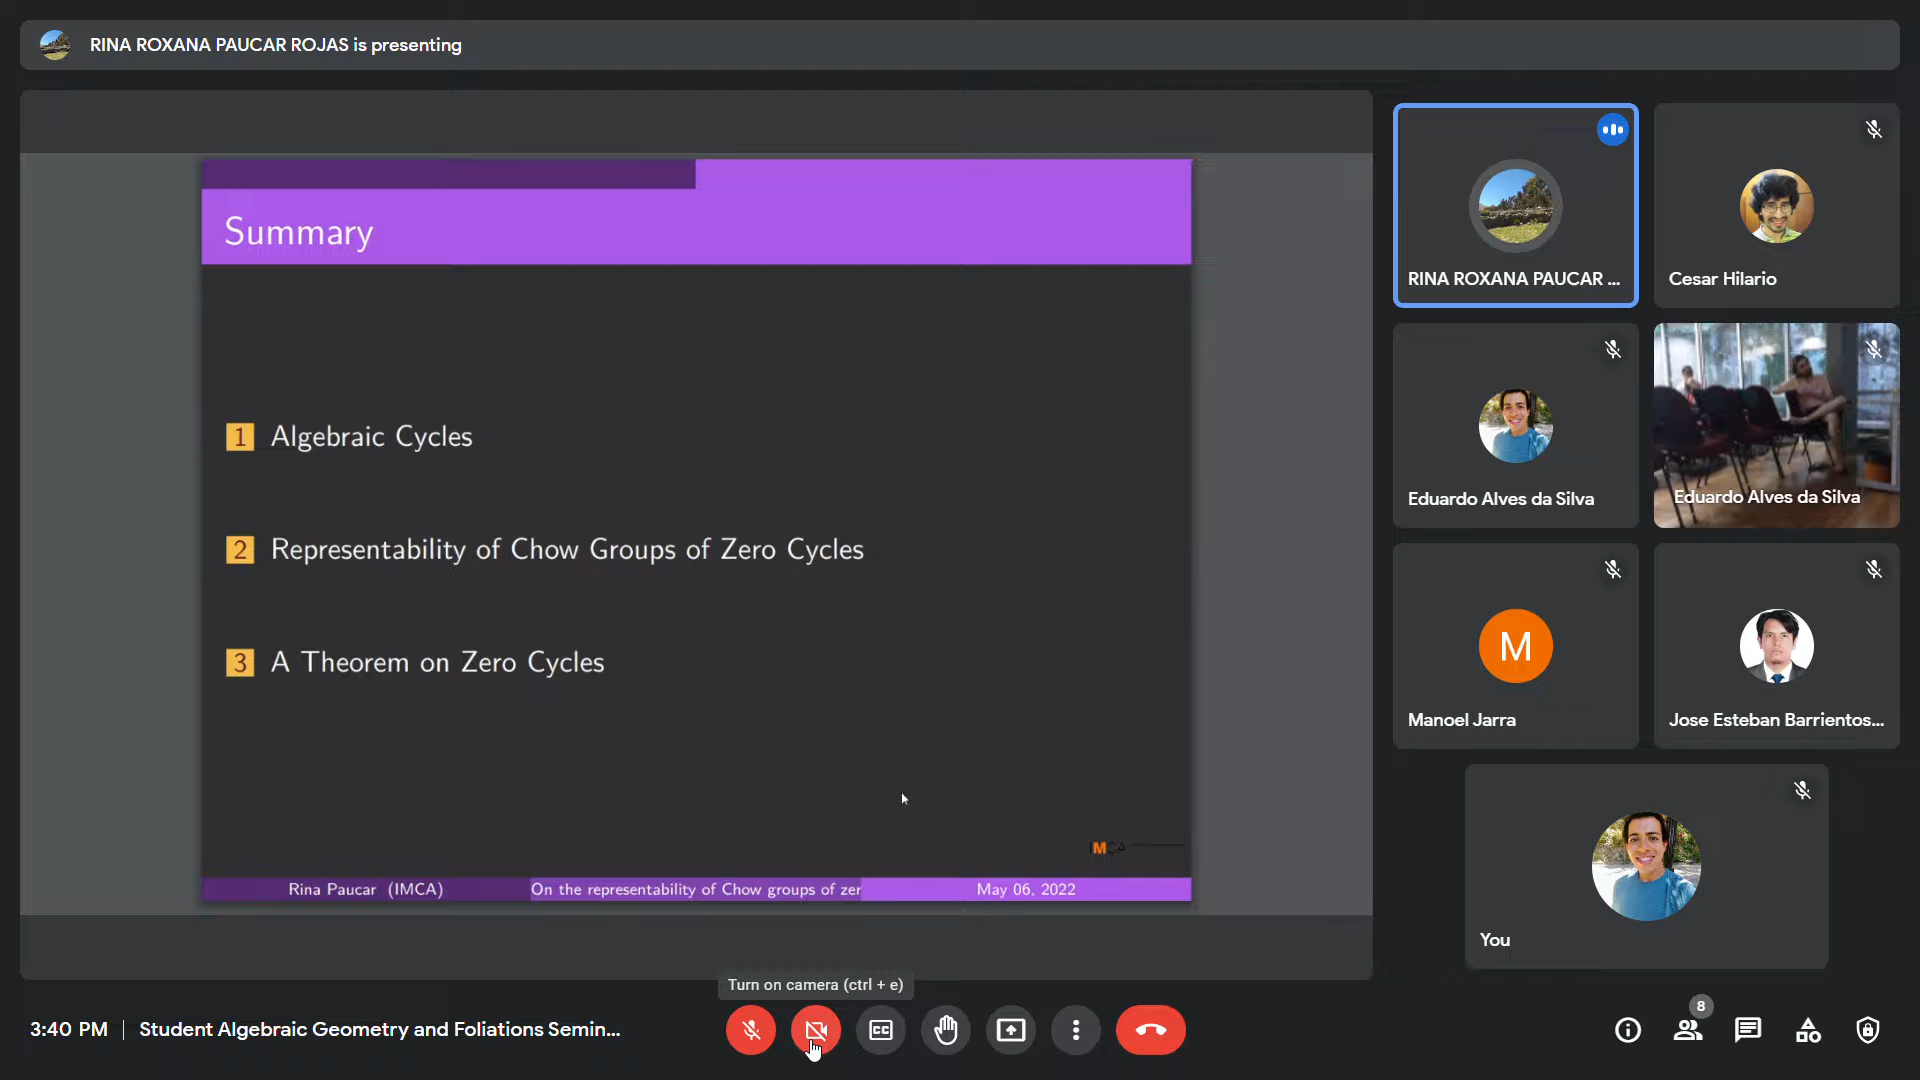 RINA ROXANA PAUCAR ROJAS is presenting
Summary
1 Algebraic Cycles
2 Representability of Chow Groups of Zero Cycles
3 A Theorem on Zero Cycles
IMCA
Rina Paucar (IMCA)
On the representability of Chow groups of zer
May 06, 2022
RINA ROXANA PAUCAR ...
Cesar Hilario
Eduardo Alves da Silva
Eduardo Alves da Silva
M
Manoel Jarra
Jose Esteban Barrientos...
You
Turn on camera (ctrl + e)
3:40 PM | Student Algebraic Geometry and Foliations Semin...
CC
8